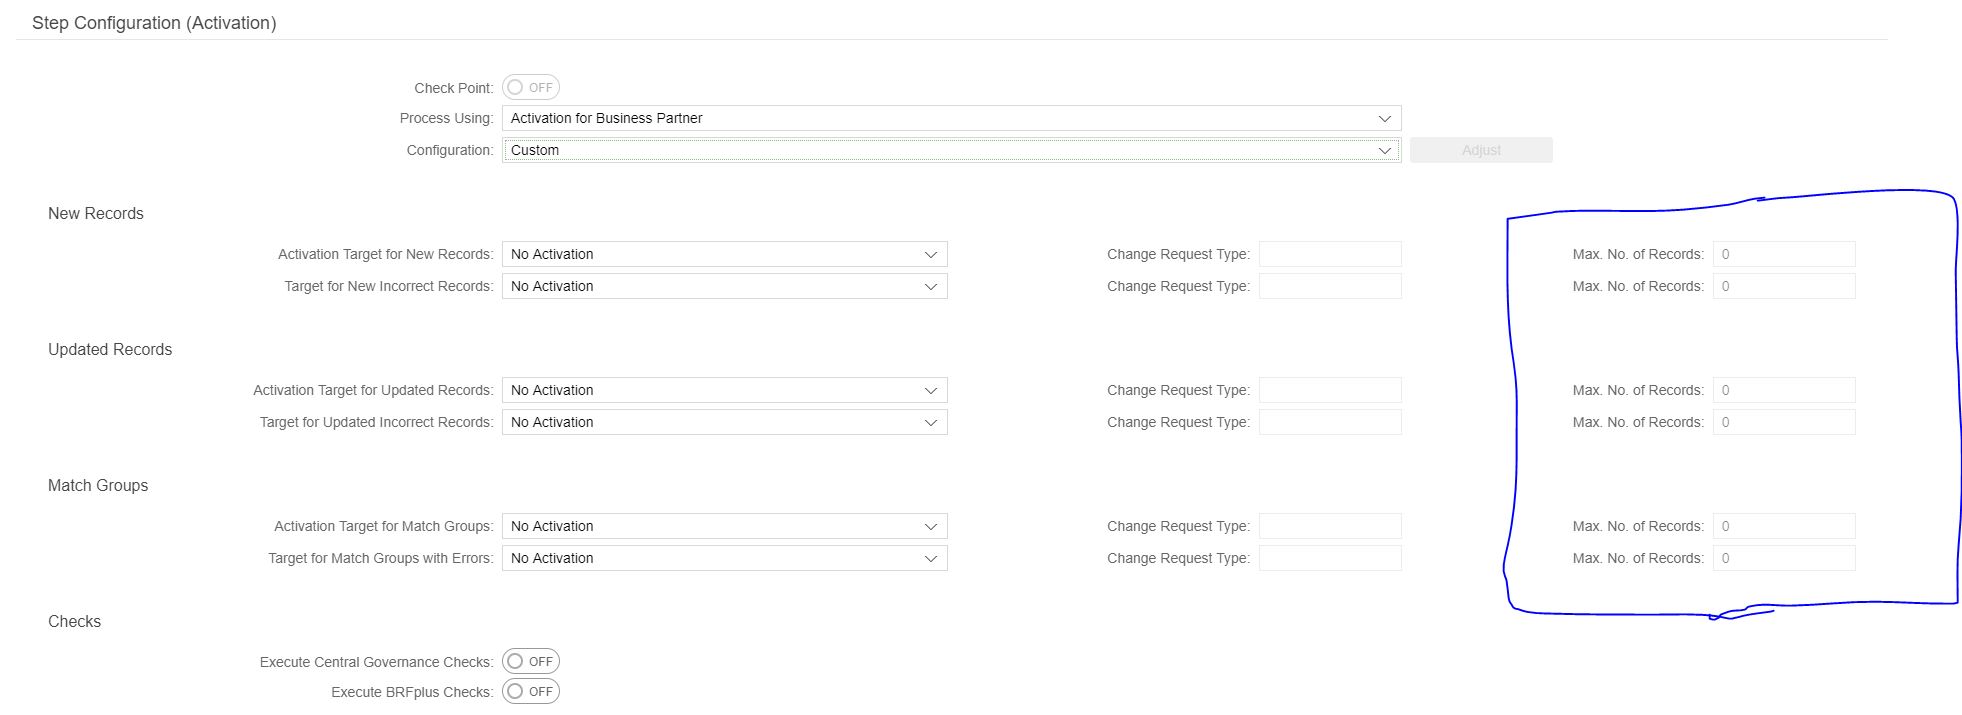 Step Configuration (Activation)
Check Point: OFF
Process Using: Activation for Business Partner
Configuration: Custom Adjust
New Records
Activation Target for New Records: No Activation Change Request Type: Max. No. of Records: 0
Target for New Incorrect Records: No Activation Change Request Type: Max. No. of Records: 0
Updated Records
Activation Target for Updated Records: No Activation Change Request Type: Max. No. of Records: 0
Target for Updated Incorrect Records: No Activation Change Request Type: Max. No. of Records: 0
Match Groups
Activation Target for Match Groups: No Activation Change Request Type: Max. No. of Records: 0
Target for Match Groups with Errors: No Activation Change Request Type: Max. No. of Records: 0
Checks
Execute Central Governance Checks: OFF
Execute BRFplus Checks: OFF